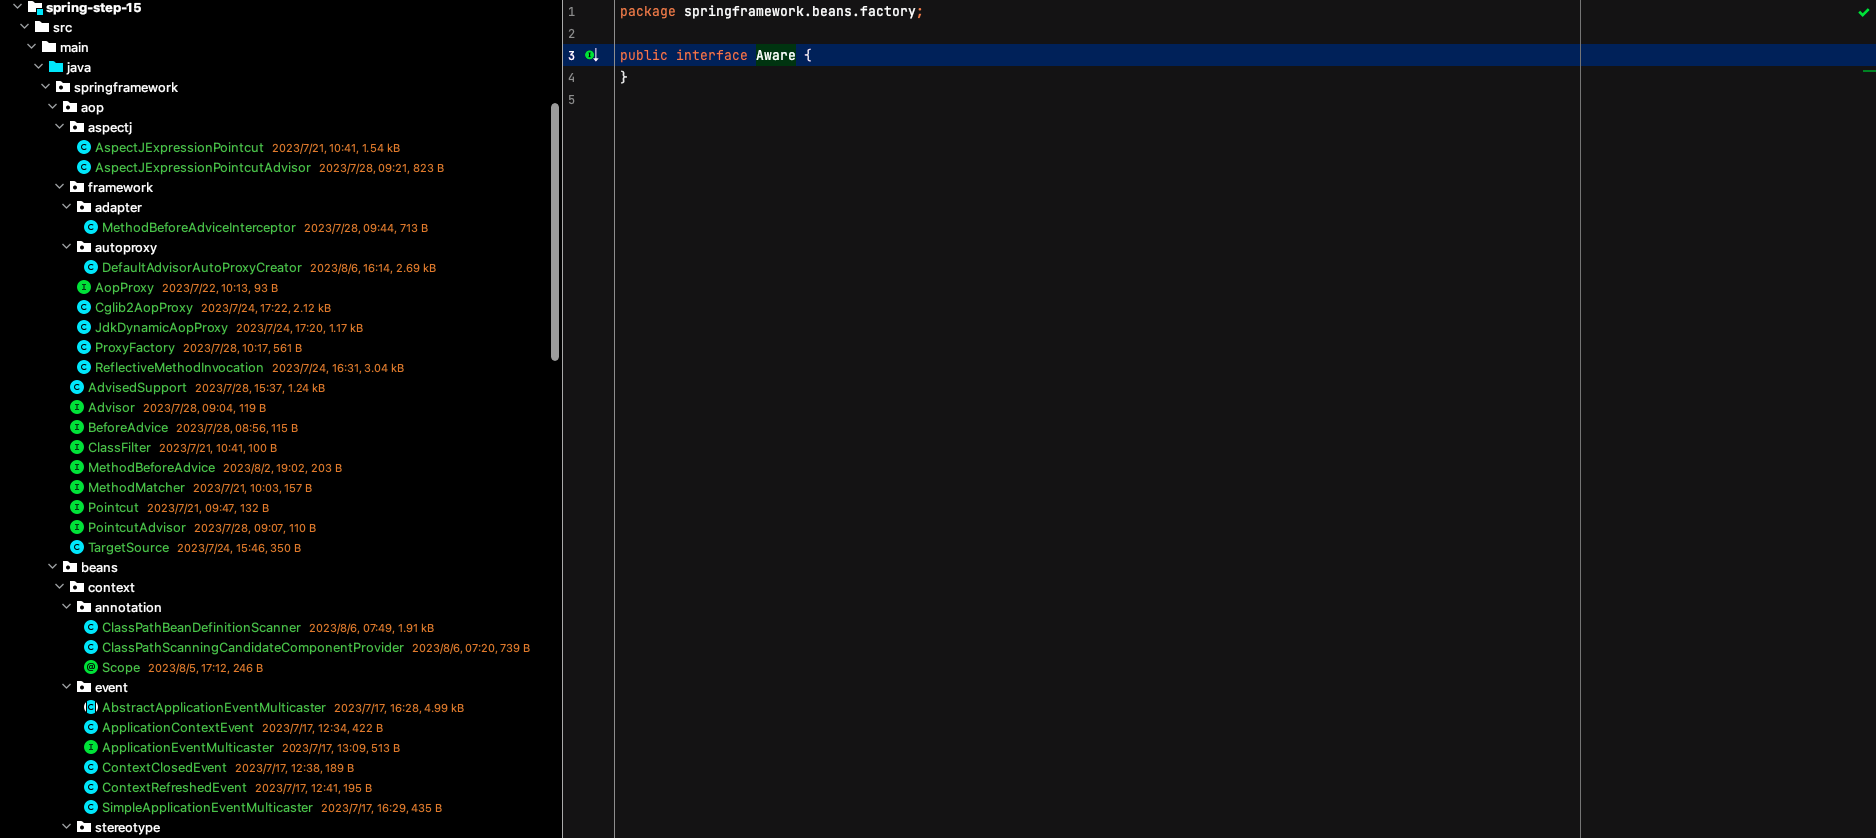 spring-step-15
src
main
java
springframework
aop
aspectj
AspectJExpressionPointcut 2023/7/21, 10:41, 1.54 kB
AspectJExpressionPointcutAdvisor 2023/7/28, 09:21, 823 B
framework
adapter
MethodBeforeAdviceInterceptor 2023/7/28, 09:44, 713 B
autoproxy
DefaultAdvisorAutoProxyCreator 2023/8/6, 16:14, 2.69 kB
AopProxy 2023/7/22, 10:13, 93 B
Cglib2AopProxy 2023/7/24, 17:22, 2.12 kB
JdkDynamicAopProxy 2023/7/24, 17:20, 1.17 kB
ProxyFactory 2023/7/28, 10:17, 561 B
ReflectiveMethodInvocation 2023/7/24, 16:31, 3.04 kB
AdvisedSupport 2023/7/28, 15:37, 1.24 kB
Advisor 2023/7/28, 09:04, 119 B
BeforeAdvice 2023/7/28, 08:56, 115 B
ClassFilter 2023/7/21, 10:41, 100 B
MethodBeforeAdvice 2023/8/2, 19:02, 203 B
MethodMatcher 2023/7/21, 10:03, 157 B
Pointcut 2023/7/21, 09:47, 132 B
PointcutAdvisor 2023/7/28, 09:07, 110 B
TargetSource 2023/7/24, 15:46, 350 B
beans
context
annotation
ClassPathBeanDefinitionScanner 2023/8/6, 07:49, 1.91 kB
ClassPathScanningCandidateComponentProvider 2023/8/6, 07:20, 739 B
Scope 2023/8/5, 17:12, 246 B
event
AbstractApplicationEventMulticaster 2023/7/17, 16:28, 4.99 kB
ApplicationContextEvent 2023/7/17, 12:34, 422 B
ApplicationEventMulticaster 2023/7/17, 13:09, 513 B
ContextClosedEvent 2023/7/17, 12:38, 189 B
ContextRefreshedEvent 2023/7/17, 12:41, 195 B
SimpleApplicationEventMulticaster 2023/7/17, 16:29, 435 B
stereotype
1 package springframework.beans.factory;
2
3 public interface Aware {
4 }
5